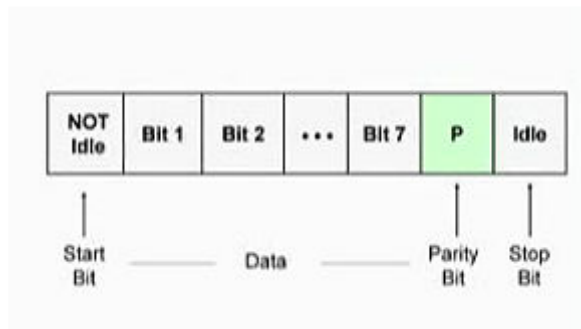 NOT Idle Bit 1 Bit 2 ... Bit 7 P Idle
Start Bit
Data
Parity Bit
Stop Bit